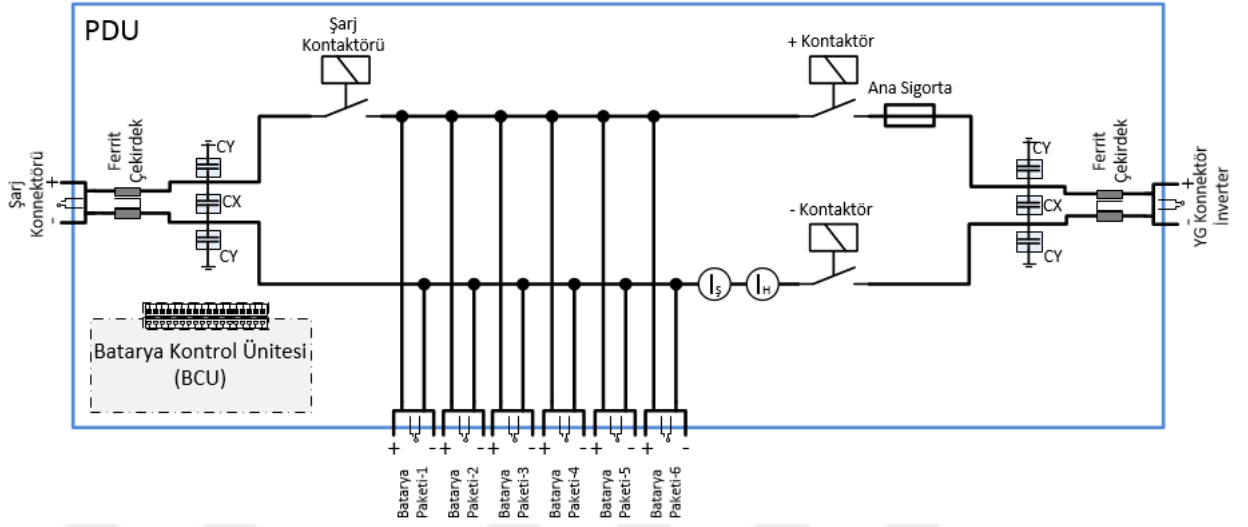 PDU
Şarj
Kontaktörü
+ Kontaktör
Ana Sigorta
Ferrit
Çekirdek
CY
CX
CY
Şarj
Konnektörü
+
-
- Kontaktör
CY
CX
CY
Ferrit
Çekirdek
+
-
YG Konnektör
İnverter
IŞ
IH
Batarya Kontrol Ünitesi
(BCU)
+ -
+ -
+ -
+ -
+ -
+ -
Batarya
Paketi-1
Batarya
Paketi-2
Batarya
Paketi-3
Batarya
Paketi-4
Batarya
Paketi-5
Batarya
Paketi-6